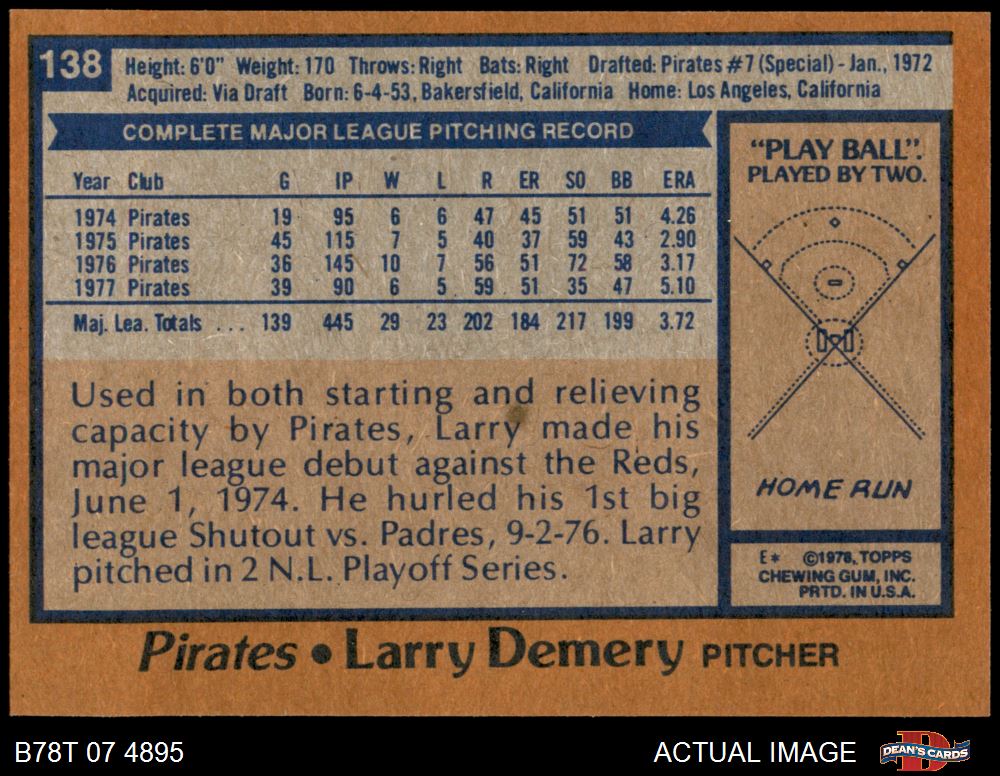 138
Height: 6'0" Weight: 170 Throws: Right Bats: Right Drafted: Pirates #7 (Special) - Jan., 1972
Acquired: Via Draft Born: 6-4-53, Bakersfield, California Home: Los Angeles, California
COMPLETE MAJOR LEAGUE PITCHING RECORD
Year Club G IP W L R ER SO BB ERA
1974 Pirates 19 95 6 6 47 45 51 51 4.26
1975 Pirates 45 115 7 5 40 37 59 43 2.90
1976 Pirates 36 145 10 7 56 51 72 58 3.17
1977 Pirates 39 90 6 5 59 51 35 47 5.10
Maj. Lea. Totals ... 139 445 29 23 202 184 217 199 3.72
Used in both starting and relieving
capacity by Pirates, Larry made his
major league debut against the Reds,
June 1, 1974. He hurled his 1st big
league Shutout vs. Padres, 9-2-76. Larry
pitched in 2 N.L. Playoff Series.
"PLAY BALL".
PLAYED BY TWO.
HOME RUN
E* ©1978, TOPPS
CHEWING GUM, INC.
PRTD. IN U.S.A.
Pirates • Larry Demery PITCHER
B78T 07 4895
ACTUAL IMAGE
DEAN'S CARDS